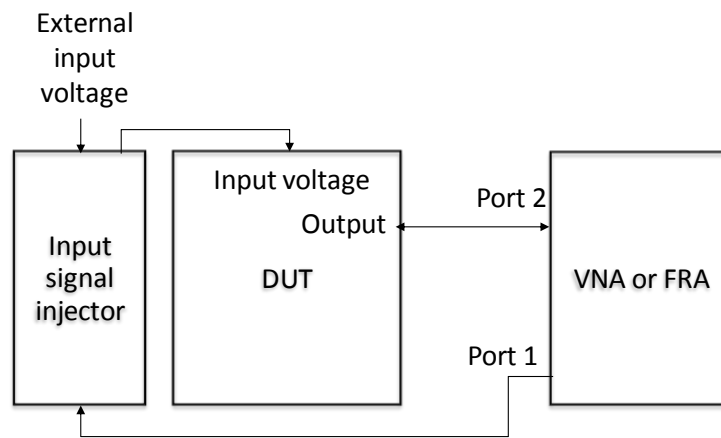 External
input
voltage
Input voltage
Port 2
Output
Input
signal
injector
DUT
VNA or FRA
Port 1